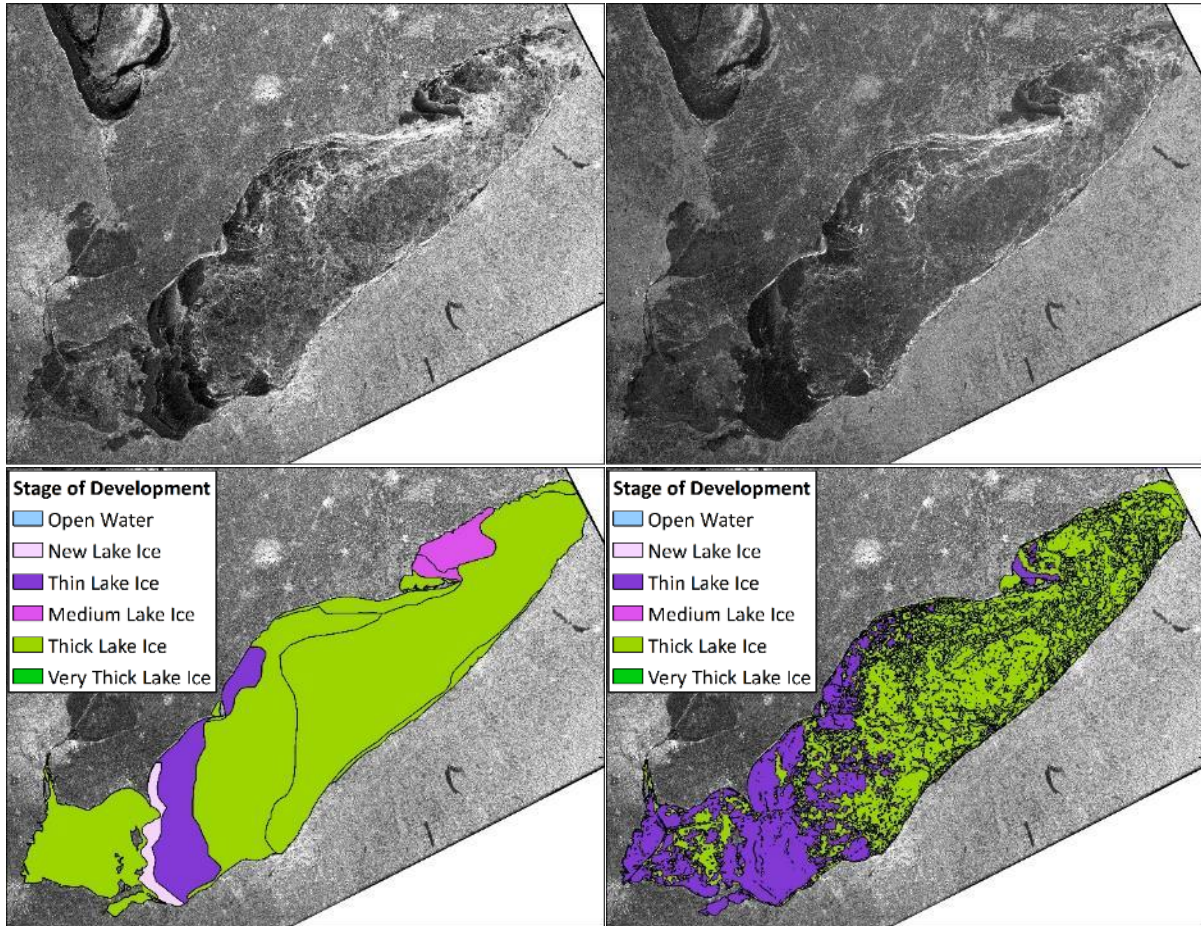 Stage of Development
Open Water
New Lake Ice
Thin Lake Ice
Medium Lake Ice
Thick Lake Ice
Very Thick Lake Ice
Stage of Development
Open Water
New Lake Ice
Thin Lake Ice
Medium Lake Ice
Thick Lake Ice
Very Thick Lake Ice